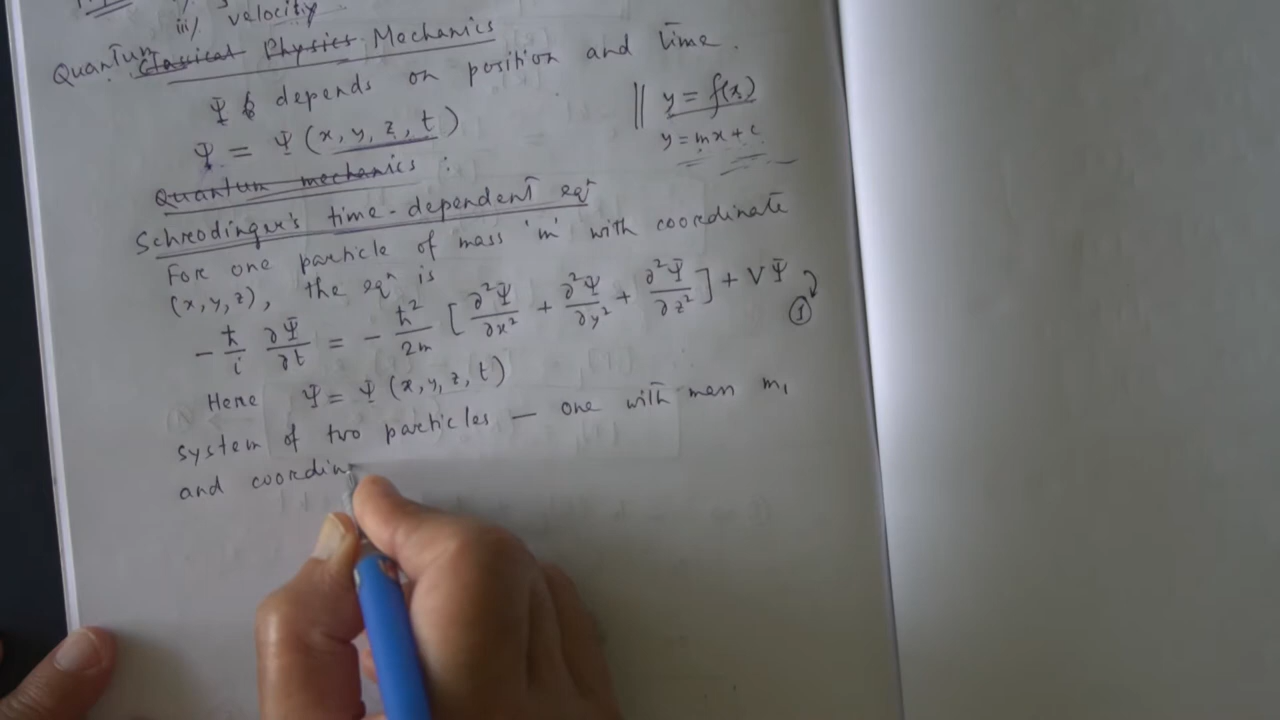 iii) velocity
Quantum Clasical Physics Mechanics
Ψ depends on position and time.
Ψ = Ψ (x, y, z, t)
|| y = f(x)
y = mx + c
Quantum mechanics :
Schrodinger's time-dependent eqⁿ
For one particle of mass 'm' with coordinate
(x, y, z), the eqⁿ is
- ħ/i ∂Ψ/∂t = - ħ²/2m [∂²Ψ/∂x² + ∂²Ψ/∂y² + ∂²Ψ/∂z²] + VΨ
①
Here Ψ = Ψ (x, y, z, t)
system of two particles — one with mass m₁
and coordin